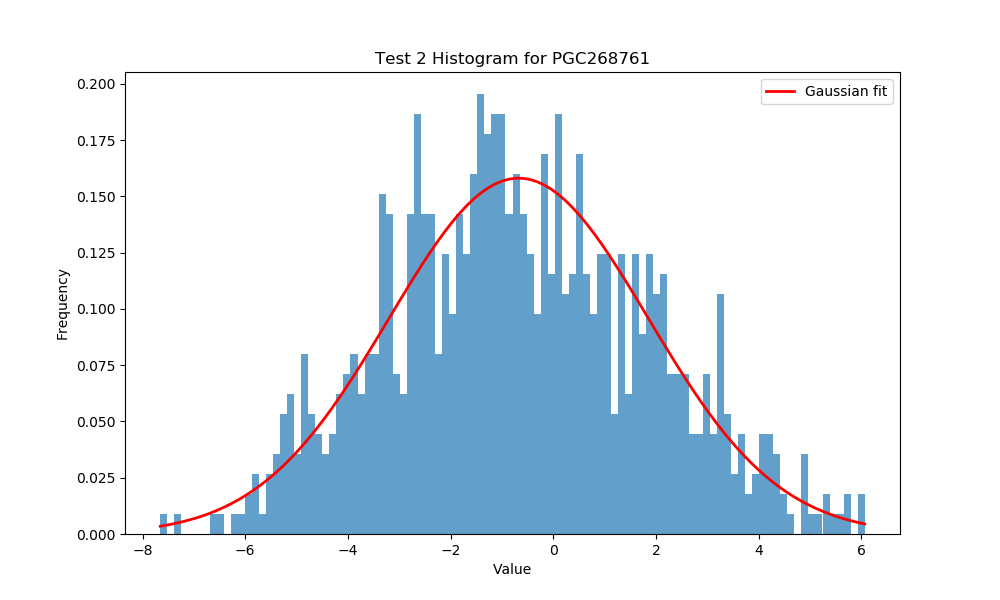 Test 2 Histogram for PGC268761
Gaussian fit
Frequency
0.200
0.175
0.150
0.125
0.100
0.075
0.050
0.025
0.000
−8 −6 −4 −2 0 2 4 6
Value